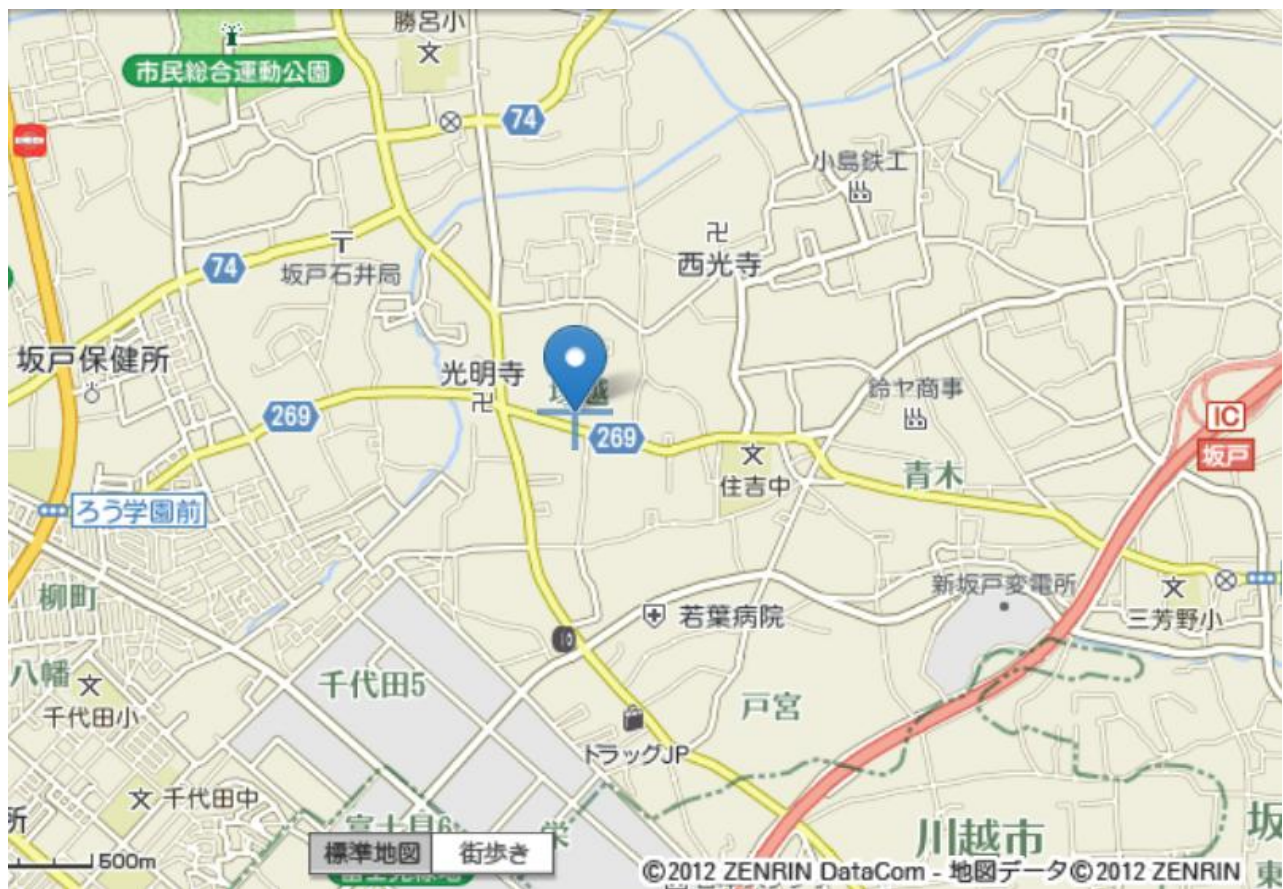 勝呂小
市民総合運動公園
74
小島鉄工
西光寺
74
坂戸石井局
坂戸保健所
光明寺
鈴ヤ商事
IC
269
269
坂戸
住吉中
青木
ろう学園前
新坂戸変電所
柳町
若葉病院
三芳野小
八幡
千代田5
戸宮
千代田小
トラッグJP
千代田中
所
栄
川越市
坂
標準地図
街歩き
500m
©2012 ZENRIN DataCom - 地図データ©2012 ZENRIN
東